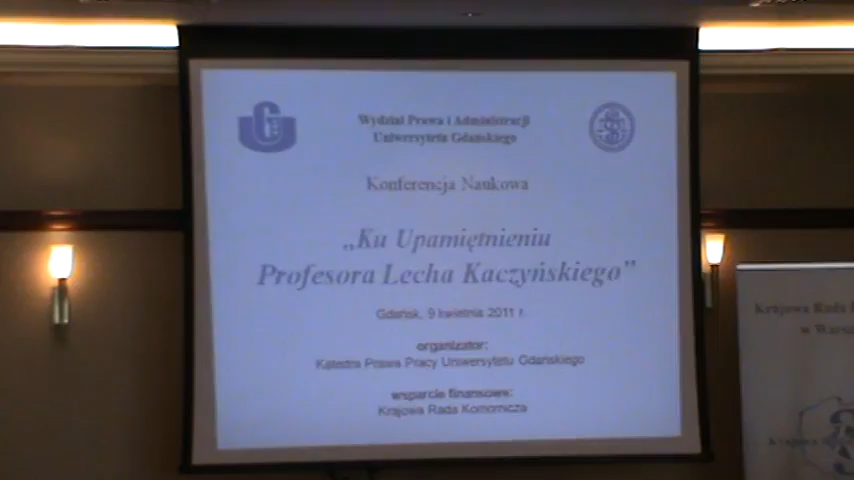 Wydział Prawa i Administracji
Uniwersytetu Gdańskiego
Konferencja Naukowa
„Ku Upamiętnieniu
Profesora Lecha Kaczyńskiego”
Gdańsk, 9 kwietnia 2011 r.
organizator:
Katedra Prawa Pracy Uniwersytetu Gdańskiego
wsparcie finansowe:
Krajowa Rada Komornicza
Krajowa Rada
w Warsz